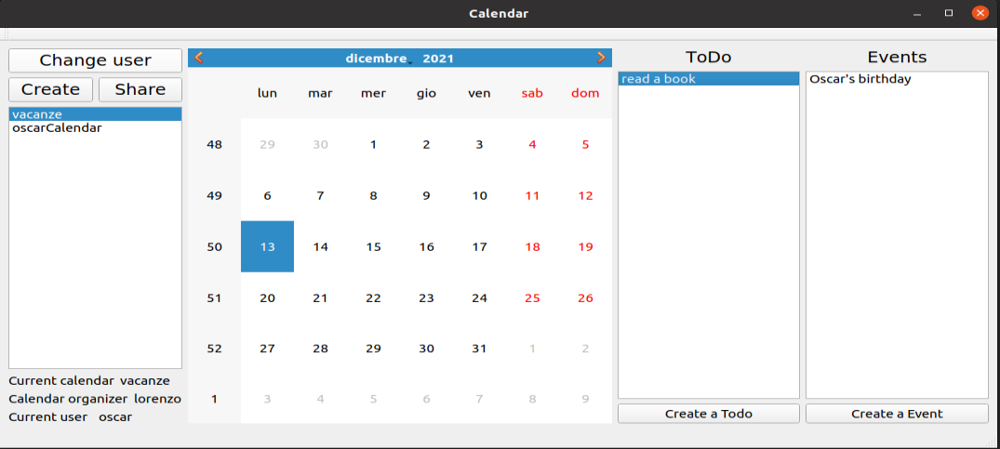 Calendar
Change user
Create Share
vacanze
oscarCalendar
Current calendar vacanze
Calendar organizer lorenzo
Current user oscar
dicembre 2021
lun mar mer gio ven sab dom
48 29 30 1 2 3 4 5
49 6 7 8 9 10 11 12
50 13 14 15 16 17 18 19
51 20 21 22 23 24 25 26
52 27 28 29 30 31 1 2
1 3 4 5 6 7 8 9
ToDo
read a book
Create a Todo
Events
Oscar's birthday
Create a Event